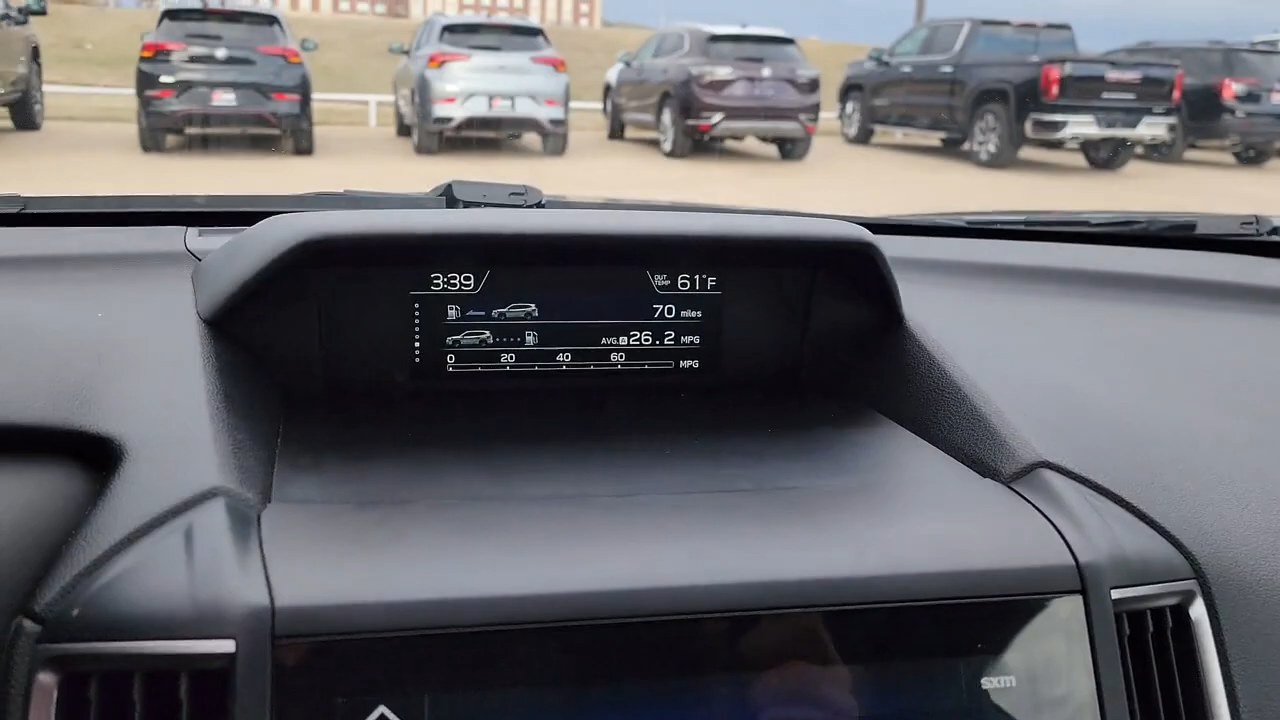 3:39
OUT TEMP 61°F
70 miles
AVG. A 26.2 MPG
0 20 40 60
MPG
sxm